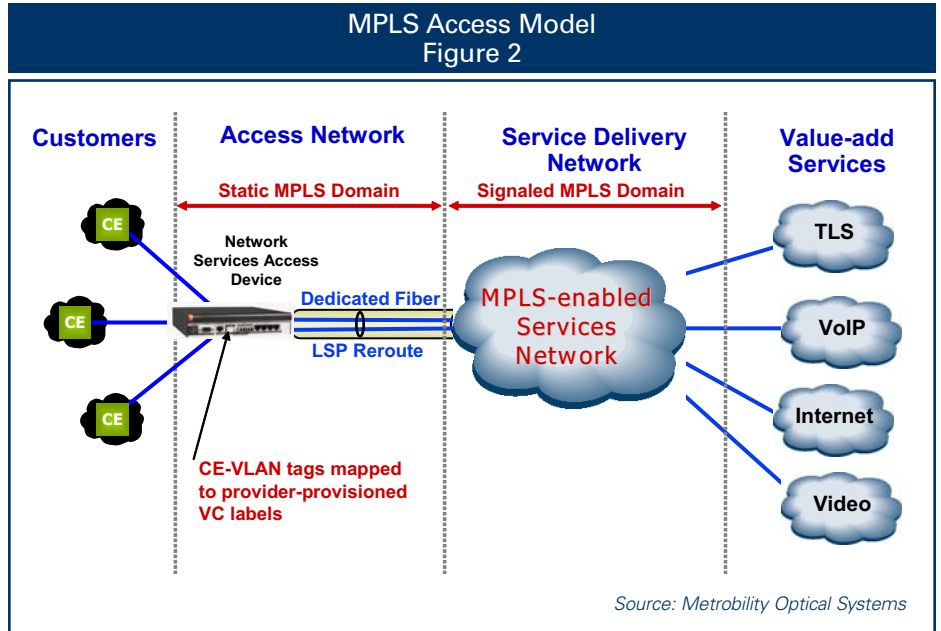 MPLS Access Model
Figure 2
Customers
Access Network
Service Delivery
Network
Value-add
Services
Static MPLS Domain
Signaled MPLS Domain
CE
CE
CE
Network
Services Access
Device
Dedicated Fiber
LSP Reroute
MPLS-enabled
Services
Network
TLS
VoIP
Internet
Video
CE-VLAN tags mapped
to provider-provisioned
VC labels
Source: Metrobility Optical Systems